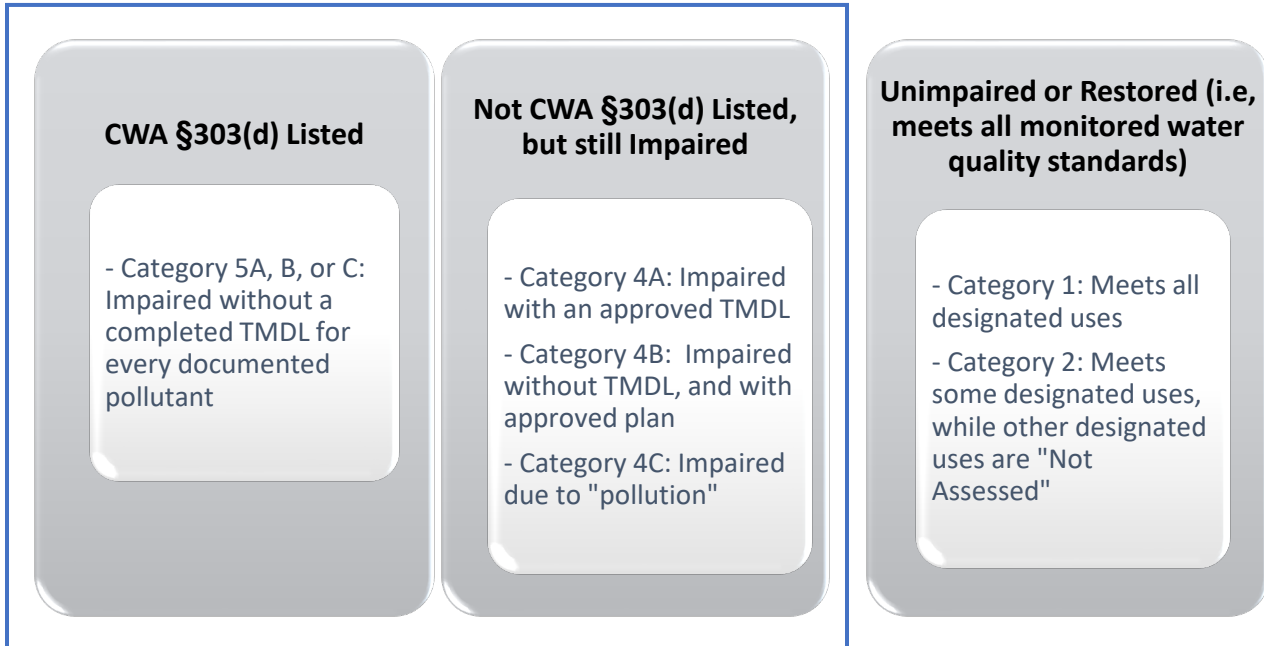 CWA §303(d) Listed
- Category 5A, B, or C:
Impaired without a
completed TMDL for
every documented
pollutant
Not CWA §303(d) Listed,
but still Impaired
- Category 4A: Impaired
with an approved TMDL
- Category 4B:  Impaired
without TMDL, and with
approved plan
- Category 4C: Impaired
due to "pollution"
Unimpaired or Restored (i.e,
meets all monitored water
quality standards)
- Category 1: Meets all
designated uses
- Category 2: Meets
some designated uses,
while other designated
uses are "Not
Assessed"